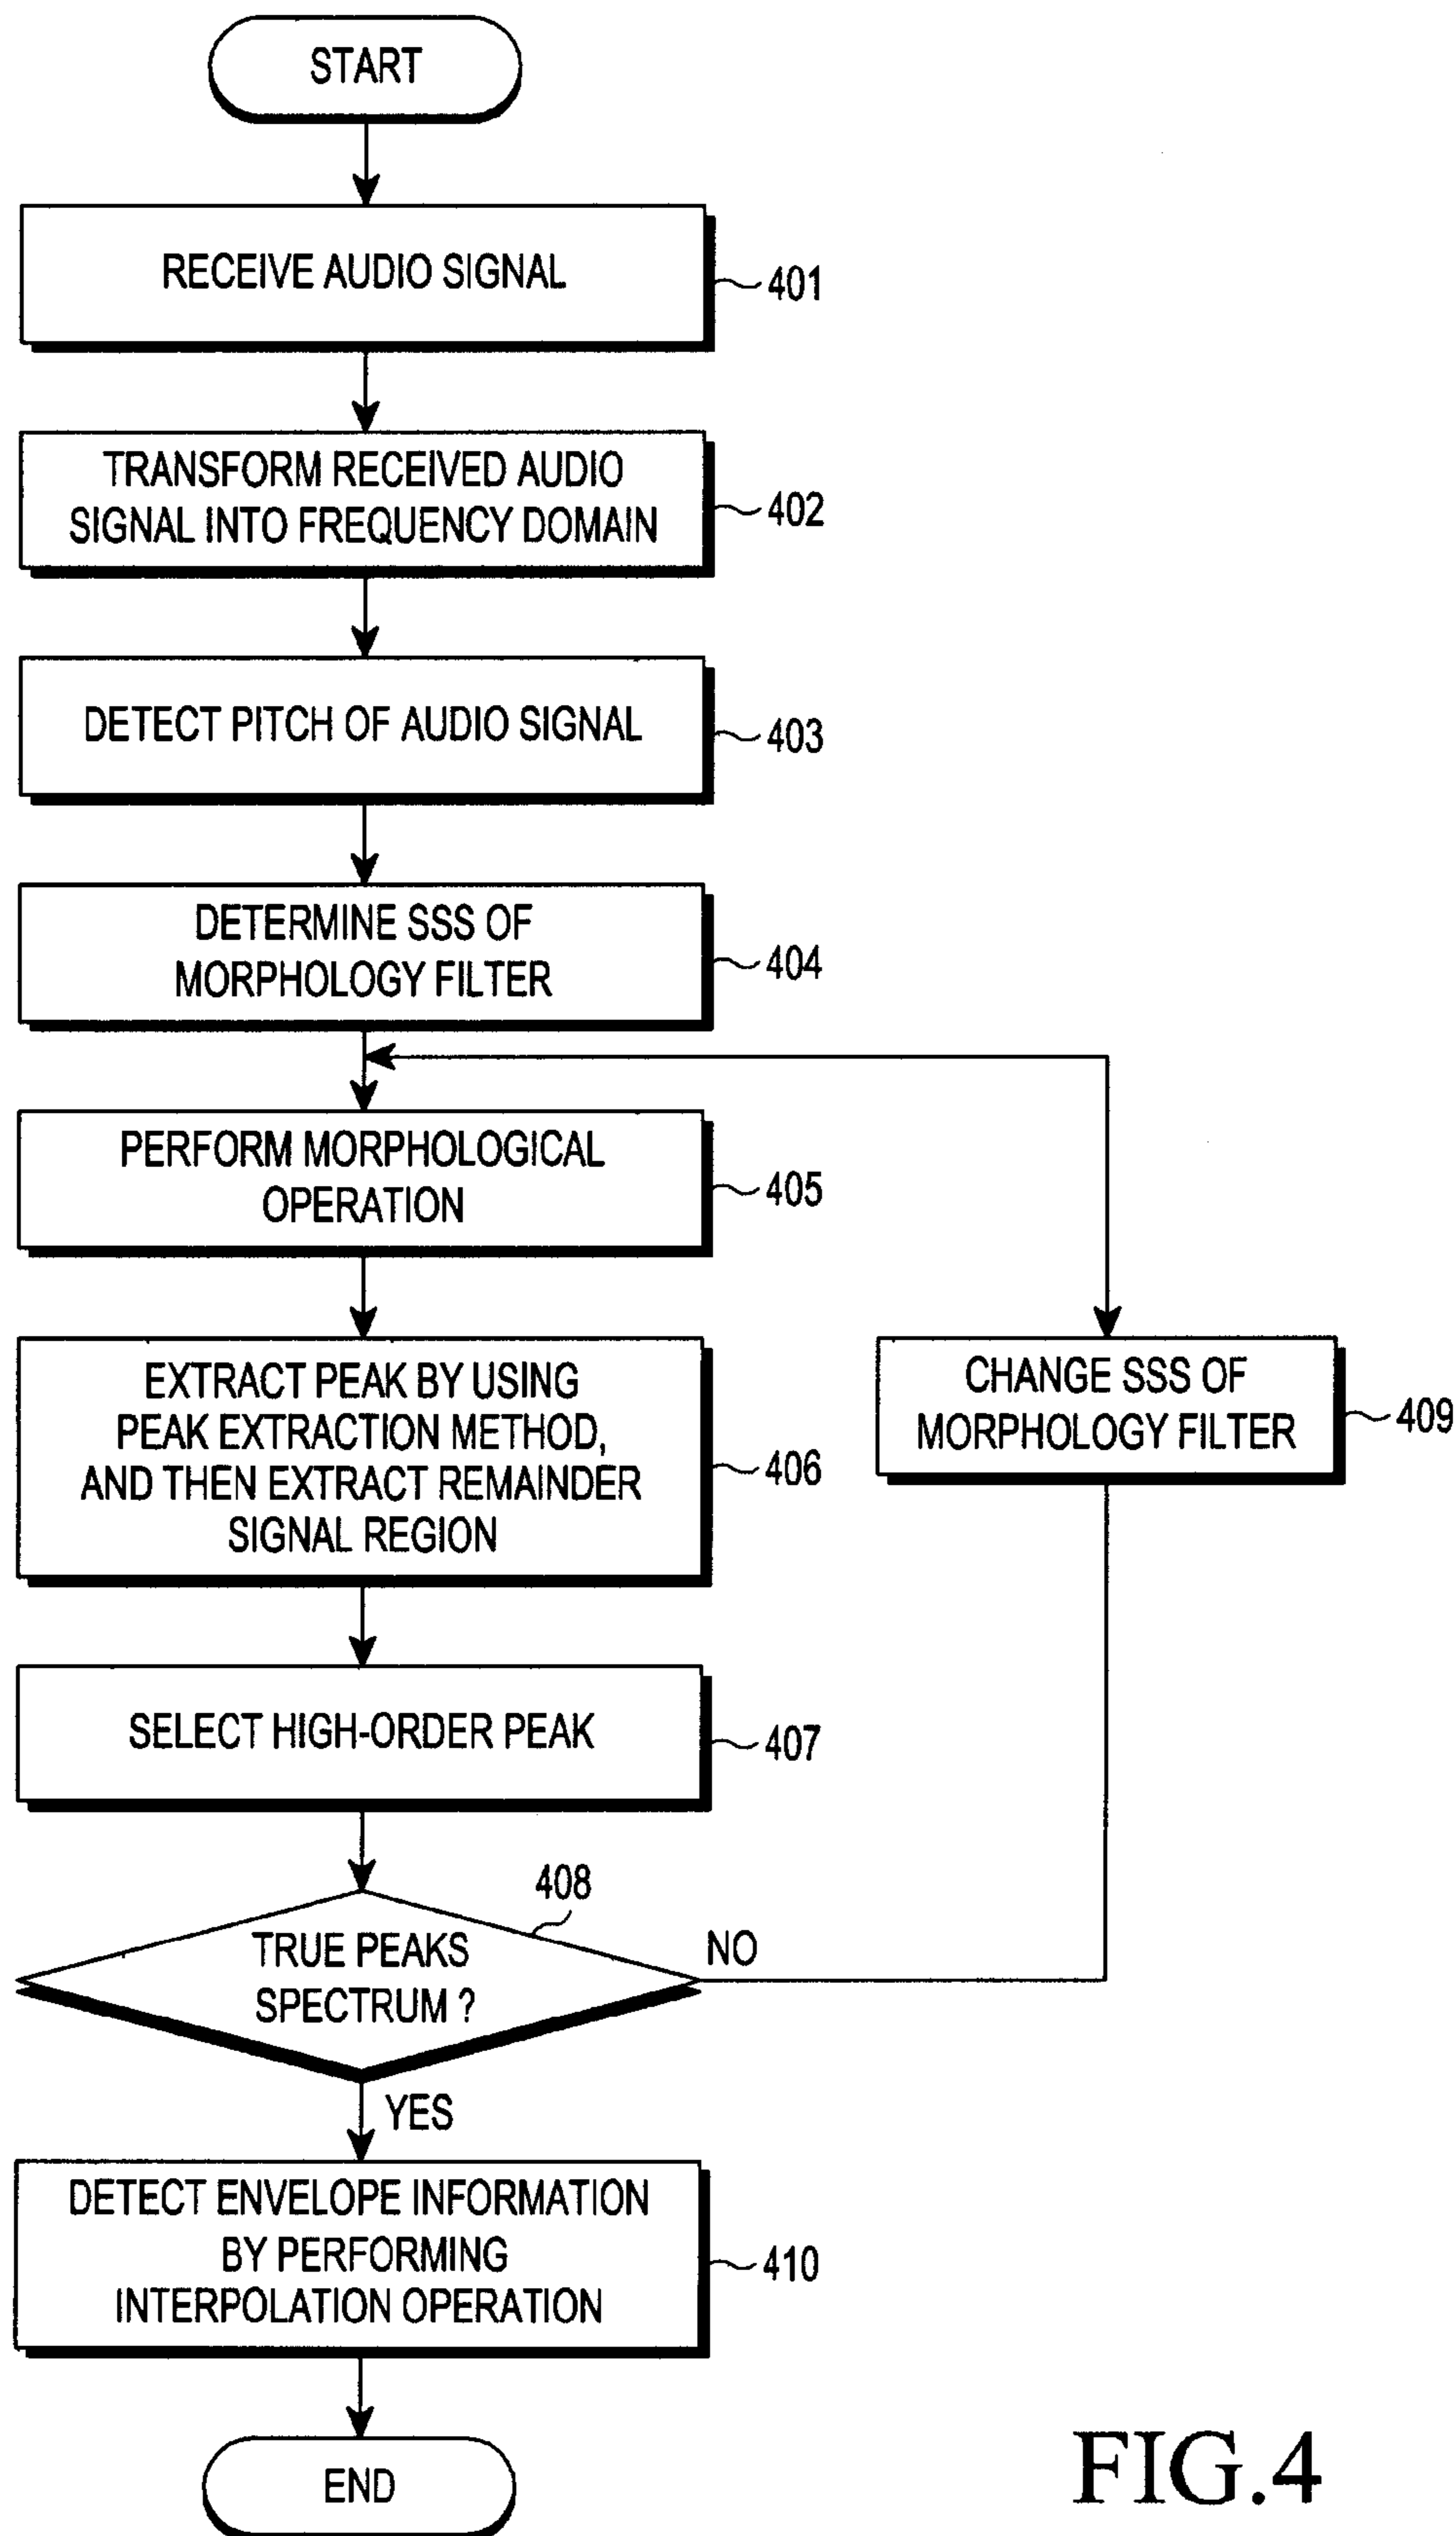 START
RECEIVE AUDIO SIGNAL
401
TRANSFORM RECEIVED AUDIO
SIGNAL INTO FREQUENCY DOMAIN
402
DETECT PITCH OF AUDIO SIGNAL
403
DETERMINE SSS OF
MORPHOLOGY FILTER
404
PERFORM MORPHOLOGICAL
OPERATION
405
EXTRACT PEAK BY USING
PEAK EXTRACTION METHOD,
AND THEN EXTRACT REMAINDER
SIGNAL REGION
406
CHANGE SSS OF
MORPHOLOGY FILTER
409
SELECT HIGH-ORDER PEAK
407
408
TRUE PEAKS
SPECTRUM ?
NO
YES
DETECT ENVELOPE INFORMATION
BY PERFORMING
INTERPOLATION OPERATION
410
END
FIG.4